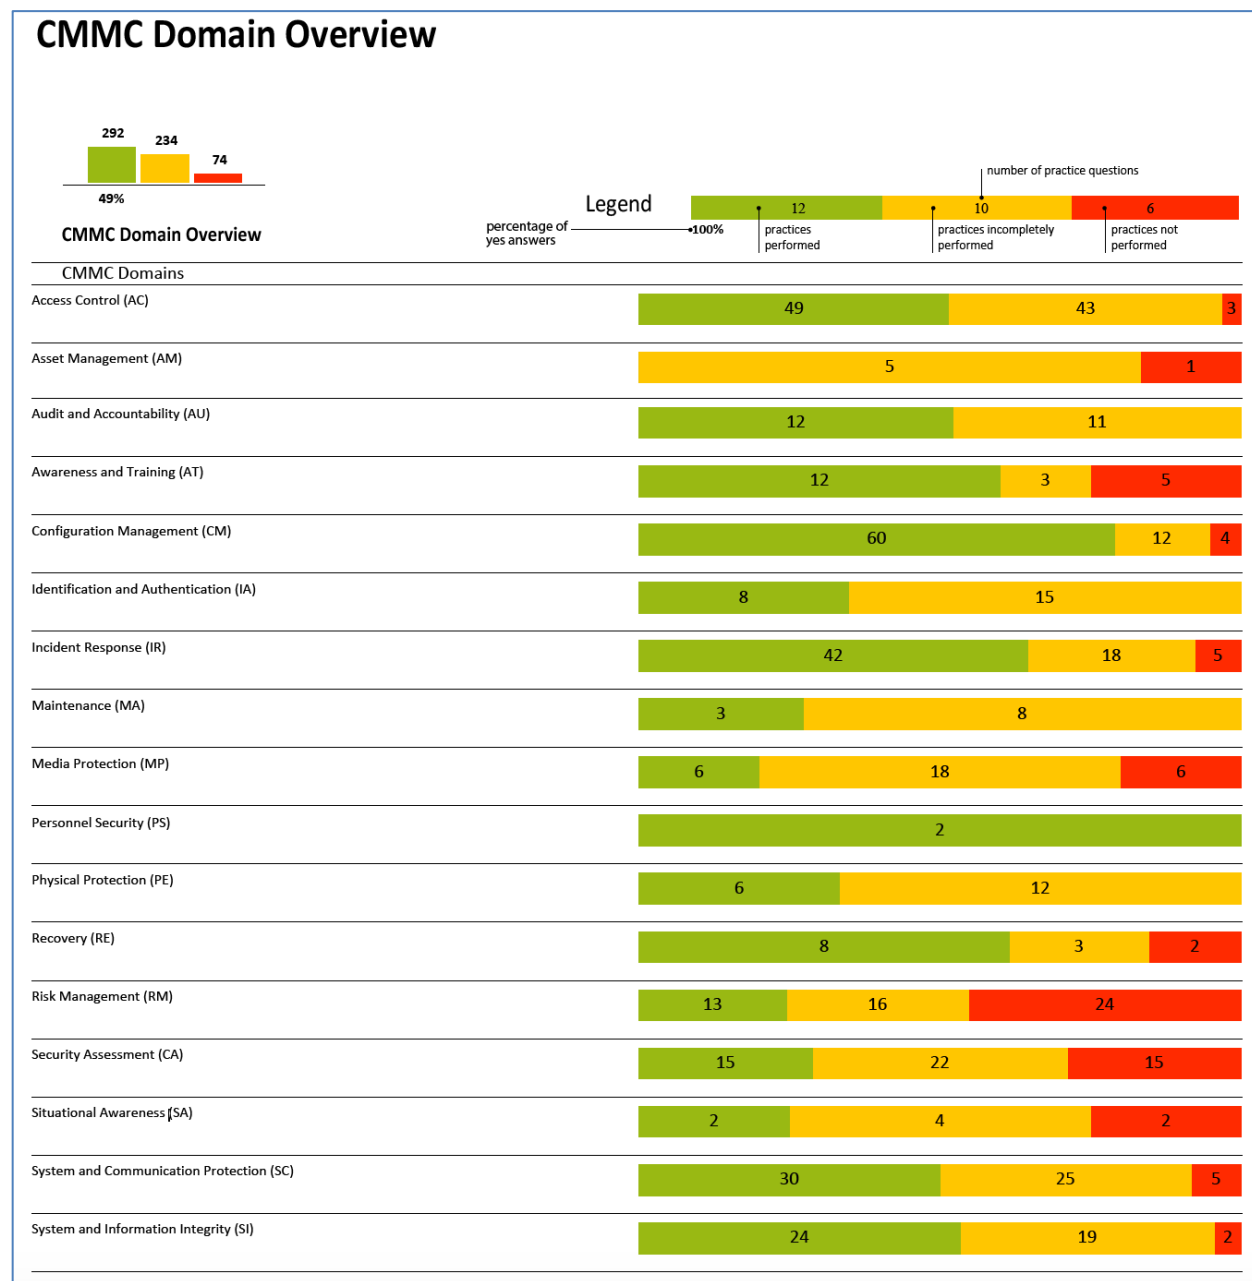 CMMC Domain Overview
292
234
74
49%
CMMC Domain Overview
Legend
number of practice questions
12
10
6
percentage of
yes answers
100%
practices
performed
practices incompletely
performed
practices not
performed
CMMC Domains
Access Control (AC)
49 43 3
Asset Management (AM)
5 1
Audit and Accountability (AU)
12 11
Awareness and Training (AT)
12 3 5
Configuration Management (CM)
60 12 4
Identification and Authentication (IA)
8 15
Incident Response (IR)
42 18 5
Maintenance (MA)
3 8
Media Protection (MP)
6 18 6
Personnel Security (PS)
2
Physical Protection (PE)
6 12
Recovery (RE)
8 3 2
Risk Management (RM)
13 16 24
Security Assessment (CA)
15 22 15
Situational Awareness (SA)
2 4 2
System and Communication Protection (SC)
30 25 5
System and Information Integrity (SI)
24 19 2